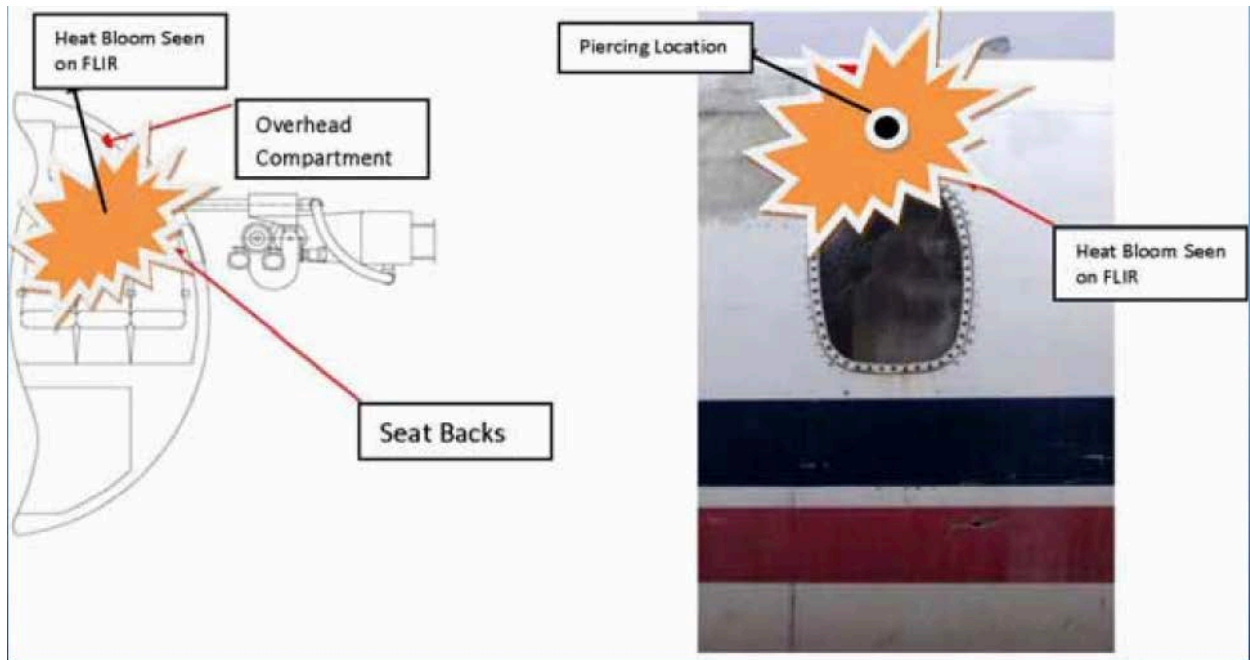 Heat Bloom Seen
on FLIR
Overhead
Compartment
Seat Backs
Piercing Location
Heat Bloom Seen
on FLIR